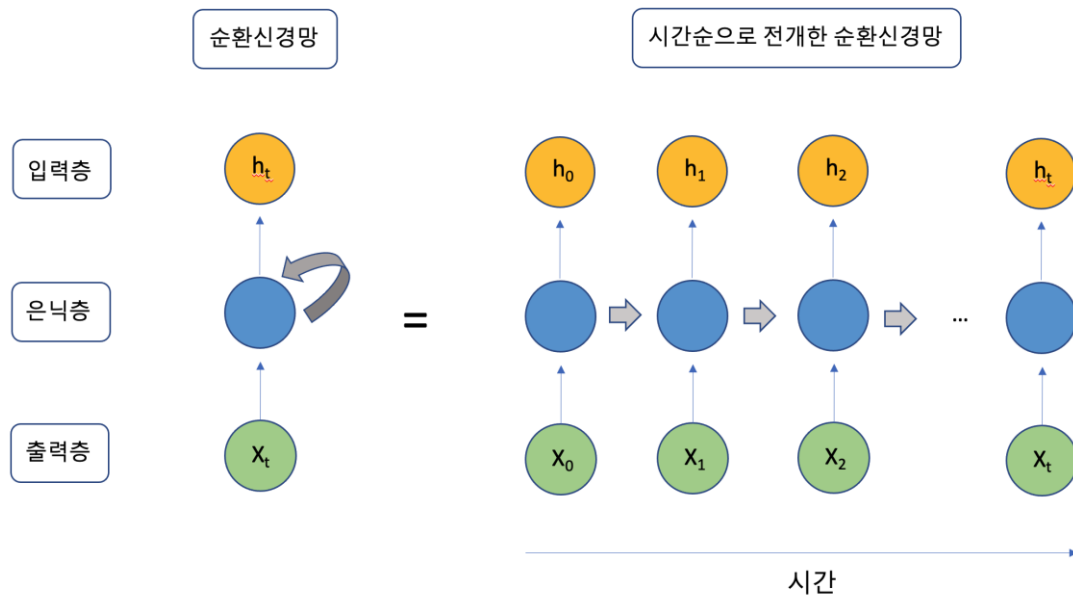 순환신경망
시간순으로 전개한 순환신경망
입력층
h_t
h_0
h_1
h_2
h_t
은닉층
=
...
출력층
X_t
X_0
X_1
X_2
X_t
시간